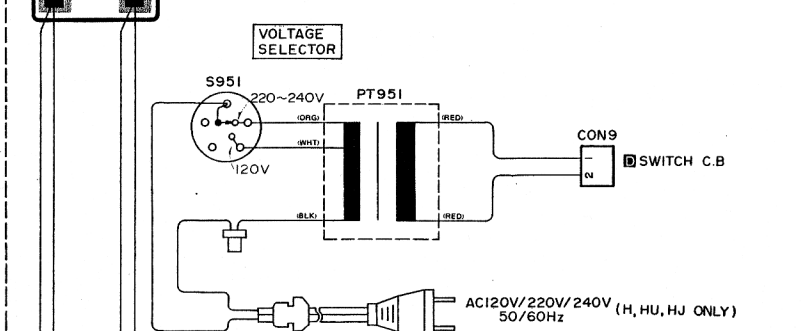 VOLTAGE
SELECTOR
S951
220~240V
PT951
(ORG)
(RED)
CON9
(WHT)
1
2
D SWITCH C.B
120V
(BLK)
(RED)
AC120V/220V/240V (H, HU, HJ ONLY)
50/60Hz